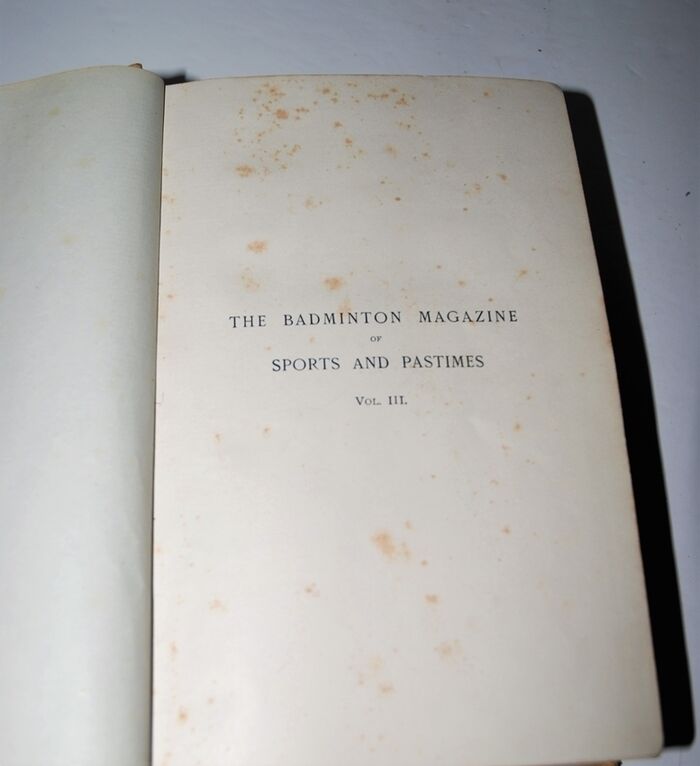 THE BADMINTON MAGAZINE
OF
SPORTS AND PASTIMES
VOL. III.